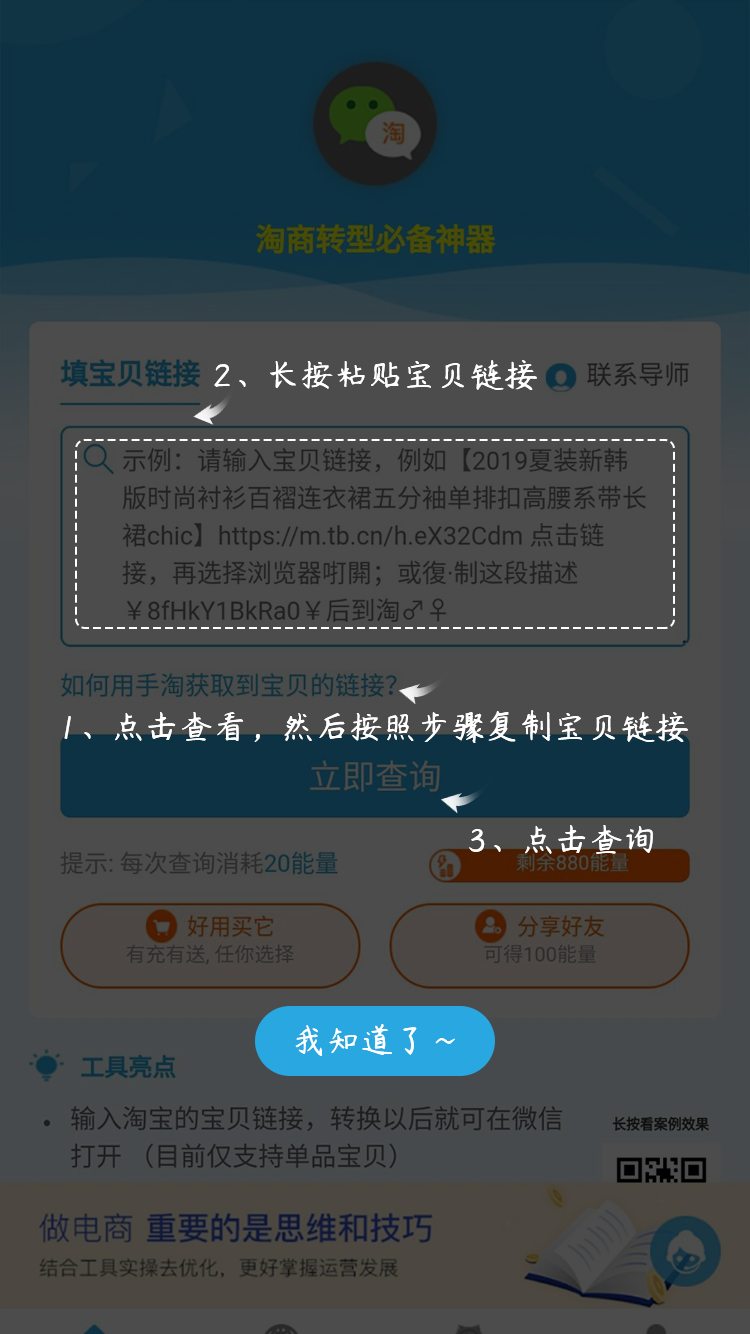 淘
淘商转型必备神器
填宝贝链接
2、长按粘贴宝贝链接
联系导师
示例：请输入宝贝链接，例如【2019夏装新韩
版时尚衬衫百褶连衣裙五分袖单排扣高腰系带长
裙chic】https://m.tb.cn/h.eX32Cdm 点击链
接，再选择浏览器咑閞；或復·制这段描述
￥8fHkY1BkRa0￥后到淘♂♀
如何用手淘获取到宝贝的链接？
1、点击查看，然后按照步骤复制宝贝链接
立即查询
3、点击查询
提示: 每次查询消耗20能量
剩余880能量
好用买它
有充有送, 任你选择
分享好友
可得100能量
我知道了～
工具亮点
• 输入淘宝的宝贝链接，转换以后就可在微信
打开 （目前仅支持单品宝贝）
长按看案例效果
做电商 重要的是思维和技巧
结合工具实操去优化，更好掌握运营发展